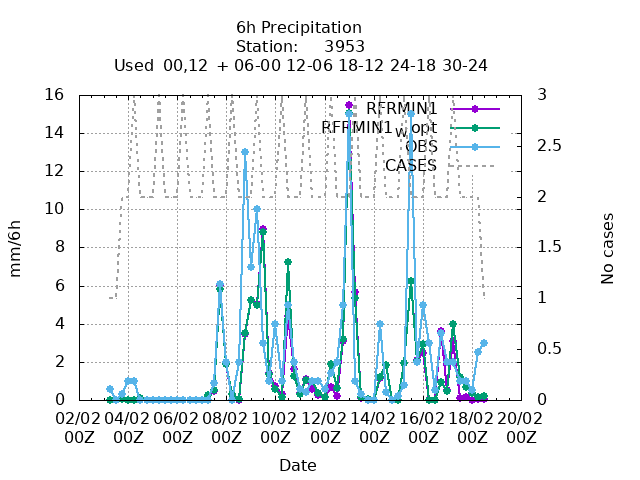 6h Precipitation
Station: 3953
Used 00,12 + 06-00 12-06 18-12 24-18 30-24
mm/6h
No cases
16
14
12
10
8
6
4
2
0
3
2.5
2
1.5
1
0.5
0
RFRMIN1
RFRMIN1_w opt
OBS
CASES
02/02 04/02 06/02 08/02 10/02 12/02 14/02 16/02 18/02 20/02
00Z 00Z 00Z 00Z 00Z 00Z 00Z 00Z 00Z 00Z
Date